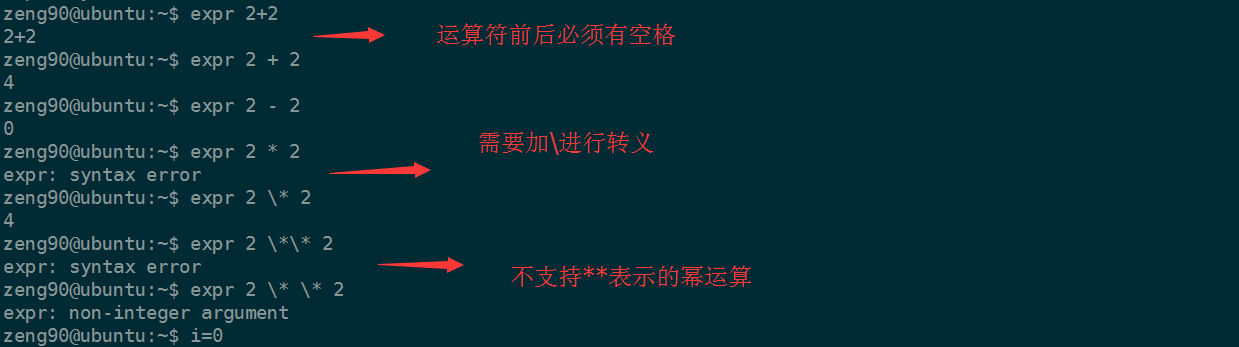 zeng90@ubuntu:~$ expr 2+2
2+2
运算符前后必须有空格
zeng90@ubuntu:~$ expr 2 + 2
4
zeng90@ubuntu:~$ expr 2 - 2
0
需要加\进行转义
zeng90@ubuntu:~$ expr 2 * 2
expr: syntax error
zeng90@ubuntu:~$ expr 2 \* 2
4
zeng90@ubuntu:~$ expr 2 \*\* 2
expr: syntax error
不支持**表示的幂运算
zeng90@ubuntu:~$ expr 2 \* \* 2
expr: non-integer argument
zeng90@ubuntu:~$ i=0